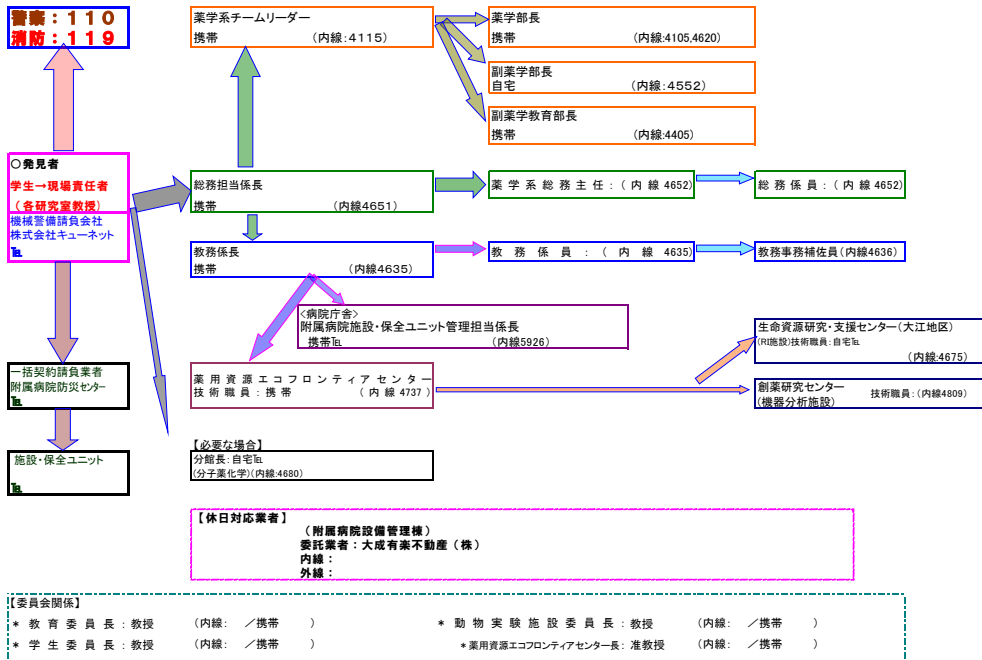 警察：１１０
消防：１１９
薬学系チームリーダー
携帯 (内線:4115)
薬学部長
携帯 (内線:4105,4620)
副薬学部長
自宅 (内線:4552)
副薬学教育部長
携帯 (内線:4405)
○発見者
学生→現場責任者
（各研究室教授）
機械警備請負会社
株式会社キューネット
℡
総務担当係長
携帯 (内線4651)
薬学系総務主任：(内線4652)
総務係員：(内線4652)
教務係長
携帯 (内線4635)
教務係員：(内線4635)
教務事務補佐員(内線4636)
<病院庁舎>
附属病院施設・保全ユニット管理担当係長
携帯℡ (内線5926)
生命資源研究・支援センター(大江地区)
(RI施設)技術職員:自宅℡
(内線:4675)
一括契約請負業者
附属病院防災センター
℡
薬用資源エコフロンティアセンター
技術職員：携帯 (内線4737)
創薬研究センター
(機器分析施設) 技術職員：(内線4809)
施設・保全ユニット
℡
【必要な場合】
分館長：自宅℡
(分子薬化学)(内線:4680)
【休日対応業者】
（附属病院設備管理棟）
委託業者：大成有楽不動産（株）
内線：
外線：
【委員会関係】
* 教育委員長：教授 (内線: ／携帯 ) * 動物実験施設委員長：教授 (内線: ／携帯 )
* 学生委員長：教授 (内線: ／携帯 ) *薬用資源エコフロンティアセンター長：准教授 (内線: ／携帯 )